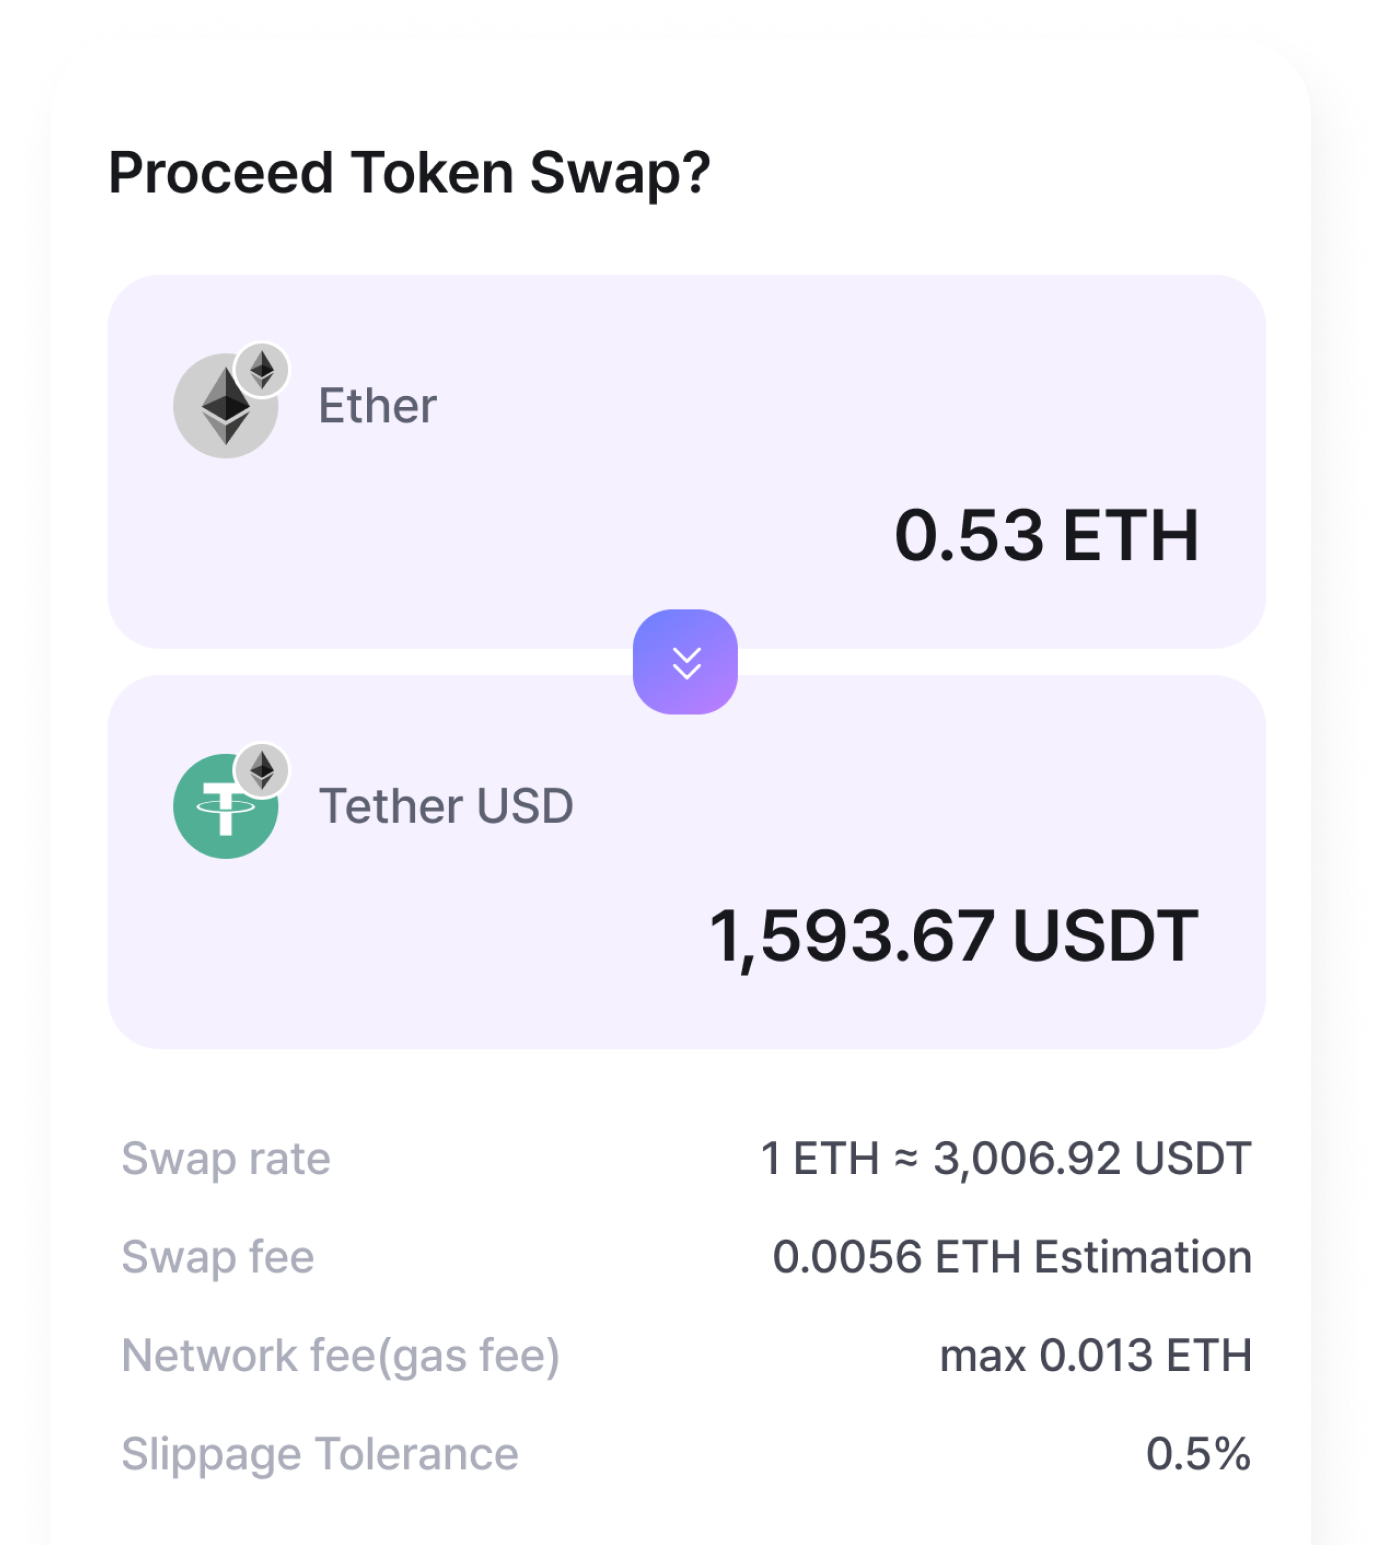 Proceed Token Swap?
Ether
0.53 ETH
Tether USD
1,593.67 USDT
Swap rate 1 ETH ≈ 3,006.92 USDT
Swap fee 0.0056 ETH Estimation
Network fee(gas fee) max 0.013 ETH
Slippage Tolerance 0.5%